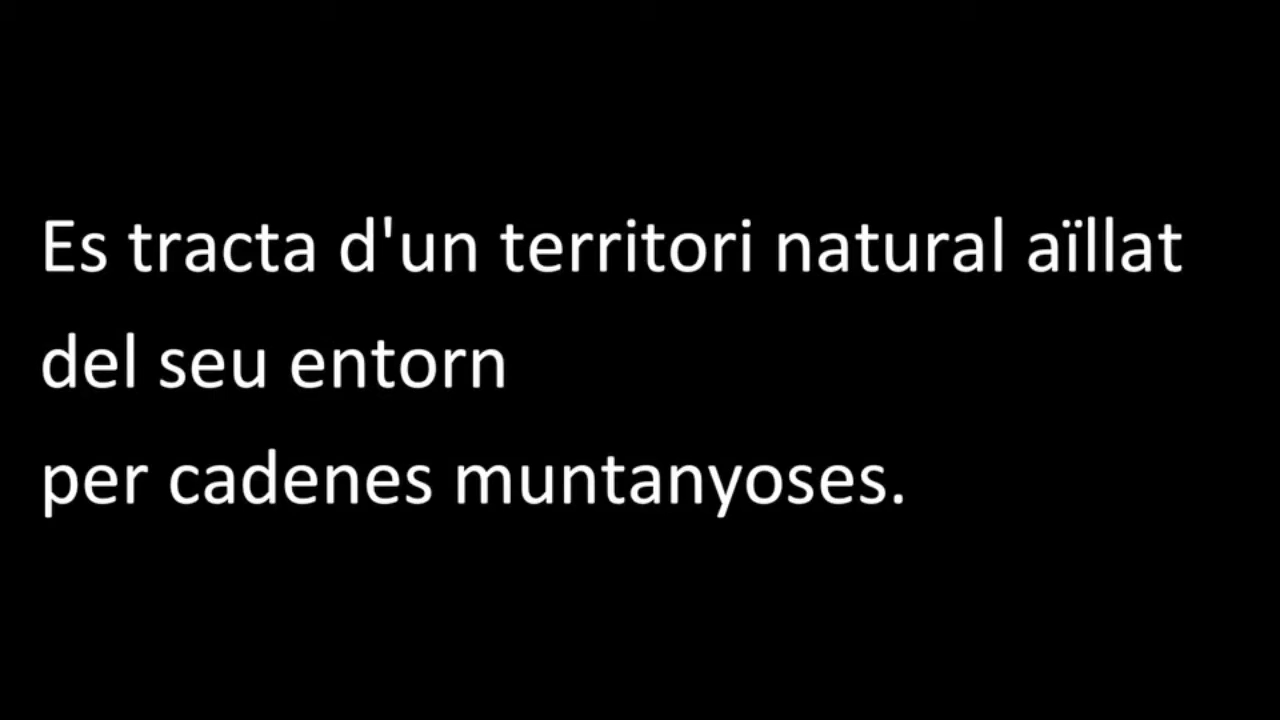 Es tracta d'un territori natural aïllat
del seu entorn
per cadenes muntanyoses.